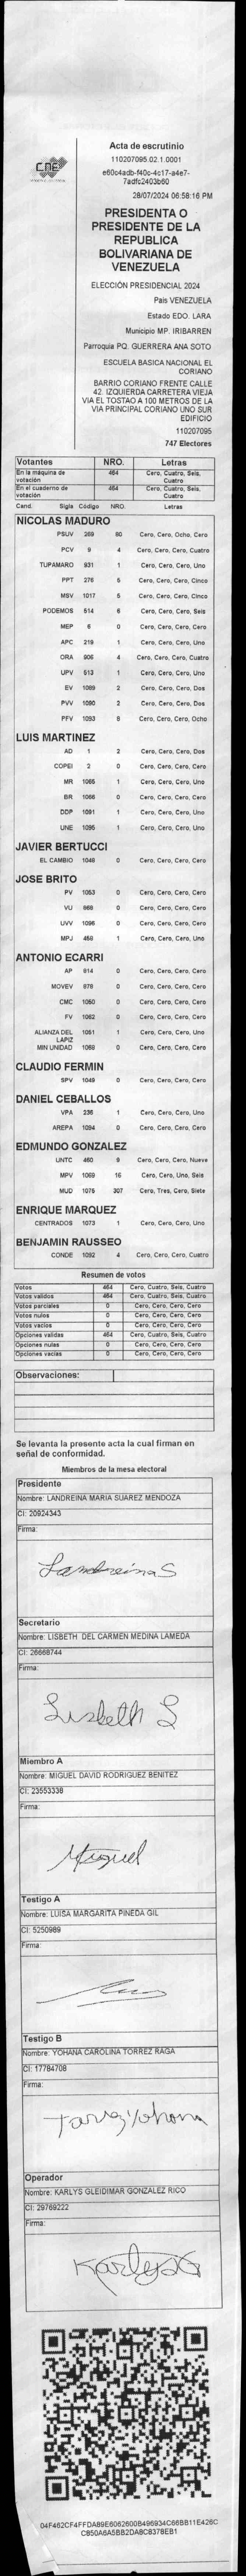 CNE
Acta de escrutinio
110207095.02.1.0001
e60c4adb-f40c-4c17-a4e7-
7adfc2403b60
28/07/2024 06:58:16 PM
PRESIDENTA O
PRESIDENTE DE LA
REPUBLICA
BOLIVARIANA DE
VENEZUELA
ELECCIÓN PRESIDENCIAL 2024
Pais VENEZUELA
Estado EDO. LARA
Municipio MP. IRIBARREN
Parroquia PQ. GUERRERA ANA SOTO
ESCUELA BASICA NACIONAL EL
CORIANO
BARRIO CORIANO FRENTE CALLE
42. IZQUIERDA CARRETERA VIEJA
VIA EL TOSTAO A 100 METROS DE LA
VIA PRINCIPAL CORIANO UNO SUR
EDIFICIO
110207095
747 Electores
Votantes NRO. Letras
En la máquina de votación 464 Cero, Cuatro, Seis, Cuatro
En el cuaderno de votación 464 Cero, Cuatro, Seis, Cuatro
Cand. Sigla Código NRO. Letras
NICOLAS MADURO
PSUV 269 80 Cero, Cero, Ocho, Cero
PCV 9 4 Cero, Cero, Cero, Cuatro
TUPAMARO 931 1 Cero, Cero, Cero, Uno
PPT 276 5 Cero, Cero, Cero, Cinco
MSV 1017 5 Cero, Cero, Cero, Cinco
PODEMOS 514 6 Cero, Cero, Cero, Seis
MEP 6 0 Cero, Cero, Cero, Cero
APC 219 1 Cero, Cero, Cero, Uno
ORA 906 4 Cero, Cero, Cero, Cuatro
UPV 513 1 Cero, Cero, Cero, Uno
EV 1089 2 Cero, Cero, Cero, Dos
PVV 1090 2 Cero, Cero, Cero, Dos
PFV 1093 8 Cero, Cero, Cero, Ocho
LUIS MARTINEZ
AD 1 2 Cero, Cero, Cero, Dos
COPEI 2 0 Cero, Cero, Cero, Cero
MR 1065 1 Cero, Cero, Cero, Uno
BR 1066 0 Cero, Cero, Cero, Cero
DDP 1091 1 Cero, Cero, Cero, Uno
UNE 1095 1 Cero, Cero, Cero, Uno
JAVIER BERTUCCI
EL CAMBIO 1048 0 Cero, Cero, Cero, Cero
JOSE BRITO
PV 1053 0 Cero, Cero, Cero, Cero
VU 868 0 Cero, Cero, Cero, Cero
UVV 1096 0 Cero, Cero, Cero, Cero
MPJ 459 1 Cero, Cero, Cero, Uno
ANTONIO ECARRI
AP 914 0 Cero, Cero, Cero, Cero
MOVEV 978 0 Cero, Cero, Cero, Cero
CMC 1050 0 Cero, Cero, Cero, Cero
FV 1062 0 Cero, Cero, Cero, Cero
ALIANZA DEL LAPIZ 1051 1 Cero, Cero, Cero, Uno
MIN UNIDAD 1069 0 Cero, Cero, Cero, Cero
CLAUDIO FERMIN
SPV 1049 0 Cero, Cero, Cero, Cero
DANIEL CEBALLOS
VPA 236 1 Cero, Cero, Cero, Uno
AREPA 1094 0 Cero, Cero, Cero, Cero
EDMUNDO GONZALEZ
UNTC 460 9 Cero, Cero, Cero, Nueve
MPV 1069 16 Cero, Cero, Uno, Seis
MUD 1075 307 Cero, Tres, Cero, Siete
ENRIQUE MARQUEZ
CENTRADOS 1073 1 Cero, Cero, Cero, Uno
BENJAMIN RAUSSEO
CONDE 1092 4 Cero, Cero, Cero, Cuatro
Resumen de votos
Votos 464 Cero, Cuatro, Seis, Cuatro
Votos validos 464 Cero, Cuatro, Seis, Cuatro
Votos parciales 0 Cero, Cero, Cero, Cero
Votos nulos 0 Cero, Cero, Cero, Cero
Votos vacios 0 Cero, Cero, Cero, Cero
Opciones validas 464 Cero, Cuatro, Seis, Cuatro
Opciones nulas 0 Cero, Cero, Cero, Cero
Opciones vacias 0 Cero, Cero, Cero, Cero
Observaciones:
Se levanta la presente acta la cual firman en
señal de conformidad.
Miembros de la mesa electoral
Presidente
Nombre: LANDREINA MARIA SUAREZ MENDOZA
CI: 20924343
Firma:
Landreina S
Secretario
Nombre: LISBETH DEL CARMEN MEDINA LAMEDA
CI: 26668744
Firma:
Lisbeth
Miembro A
Nombre: MIGUEL DAVID RODRIGUEZ BENITEZ
CI: 23553338
Firma:
Miguel
Testigo A
Nombre: LUISA MARGARITA PINEDA GIL
CI: 5250989
Firma:
Testigo B
Nombre: YOHANA CAROLINA TORREZ RAGA
CI: 17784708
Firma:
Torrez Yohana
Operador
Nombre: KARLYS GLEIDIMAR GONZALEZ RICO
CI: 29769222
Firma:
Karlys G
04F462CF4FFDA89E6062600B496934C66BB11E426C
C850A6A5BB2DA8C8378EB1